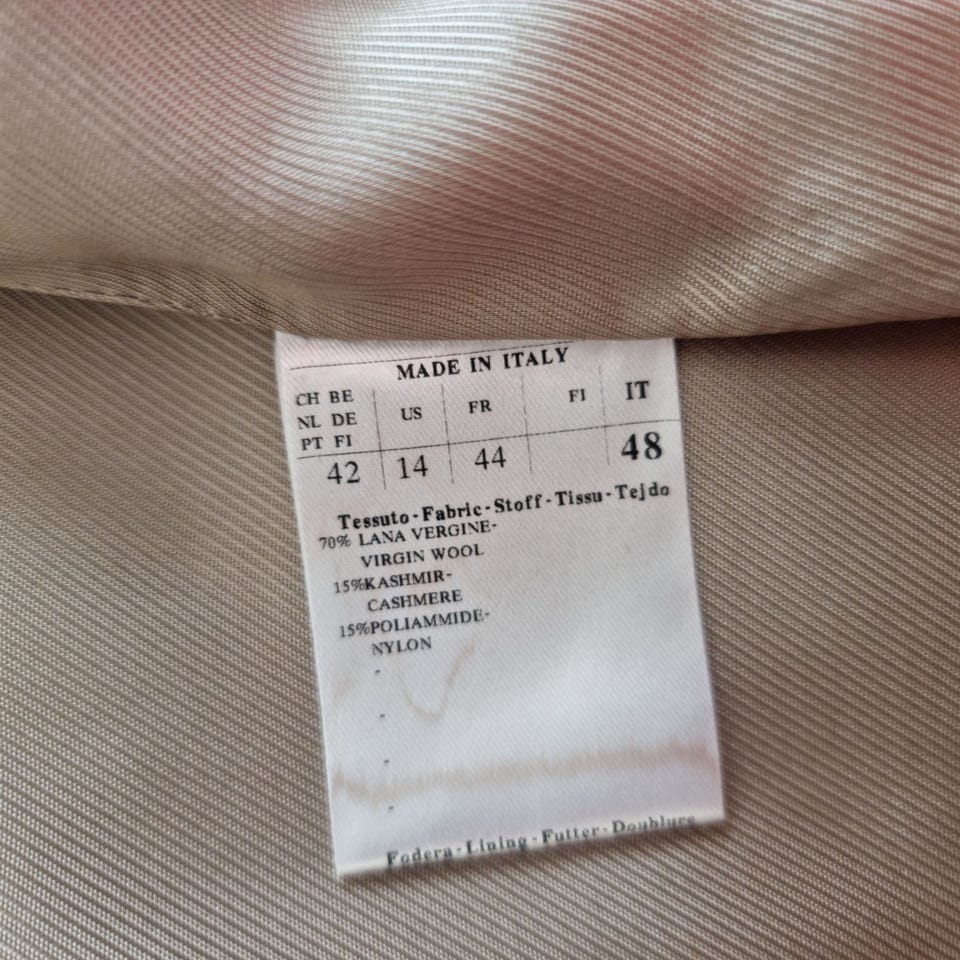 MADE IN ITALY
CH BE
NL DE US FR FI IT
PT FI
42 14 44 48
Tessuto-Fabric-Stoff-Tissu-Tejdo
70% LANA VERGINE-
VIRGIN WOOL
15%KASHMIR-
CASHMERE
15%POLIAMMIDE-
NYLON
-
-
-
-
Fodera-Lining-Futter-Doublure